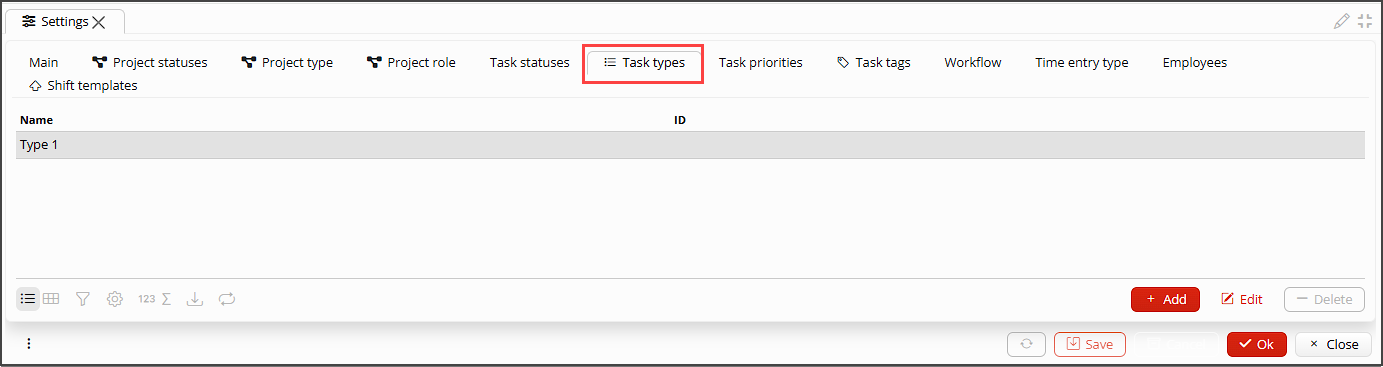 Settings
Main Project statuses Project type Project role Task statuses Task types Task priorities Task tags Workflow Time entry type Employees
Shift templates
Name ID
Type 1
123 Σ + Add Edit Delete
Save Ok Close